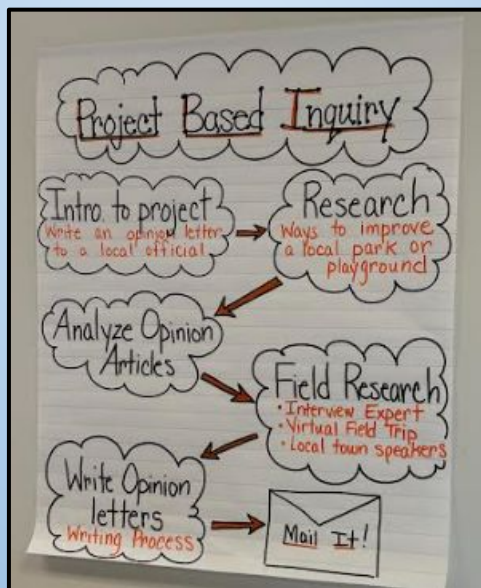 Project Based Inquiry
Intro. to project
Write an opinion letter
to a local official
Research
Ways to improve
a local park or
playground
Analyze Opinion
Articles
Field Research
• Interview Expert
• Virtual Field Trip
• Local town speakers
Write Opinion
letters
Writing Process
Mail It!